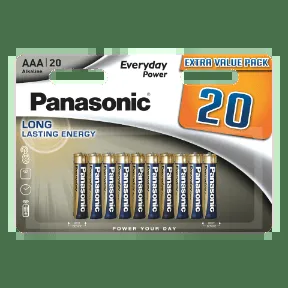 AAA | 20
Alkaline
Everyday
Power
EXTRA VALUE PACK
Panasonic
20
LONG
LASTING ENERGY
POWER YOUR DAY